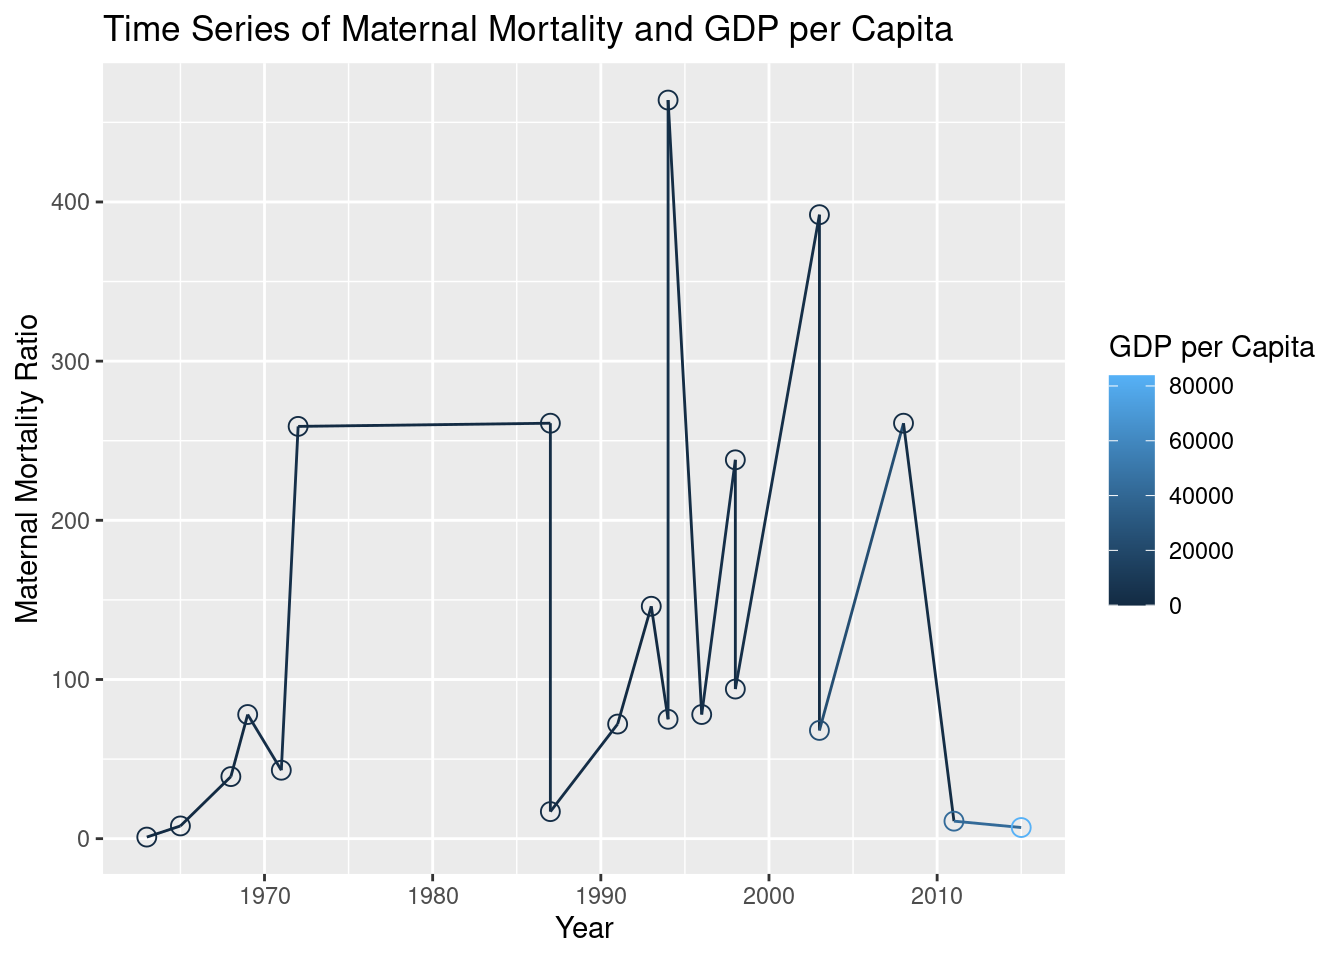 Time Series of Maternal Mortality and GDP per Capita
Maternal Mortality Ratio
400
300
200
100
0
1970 1980 1990 2000 2010
Year
GDP per Capita
80000
60000
40000
20000
0